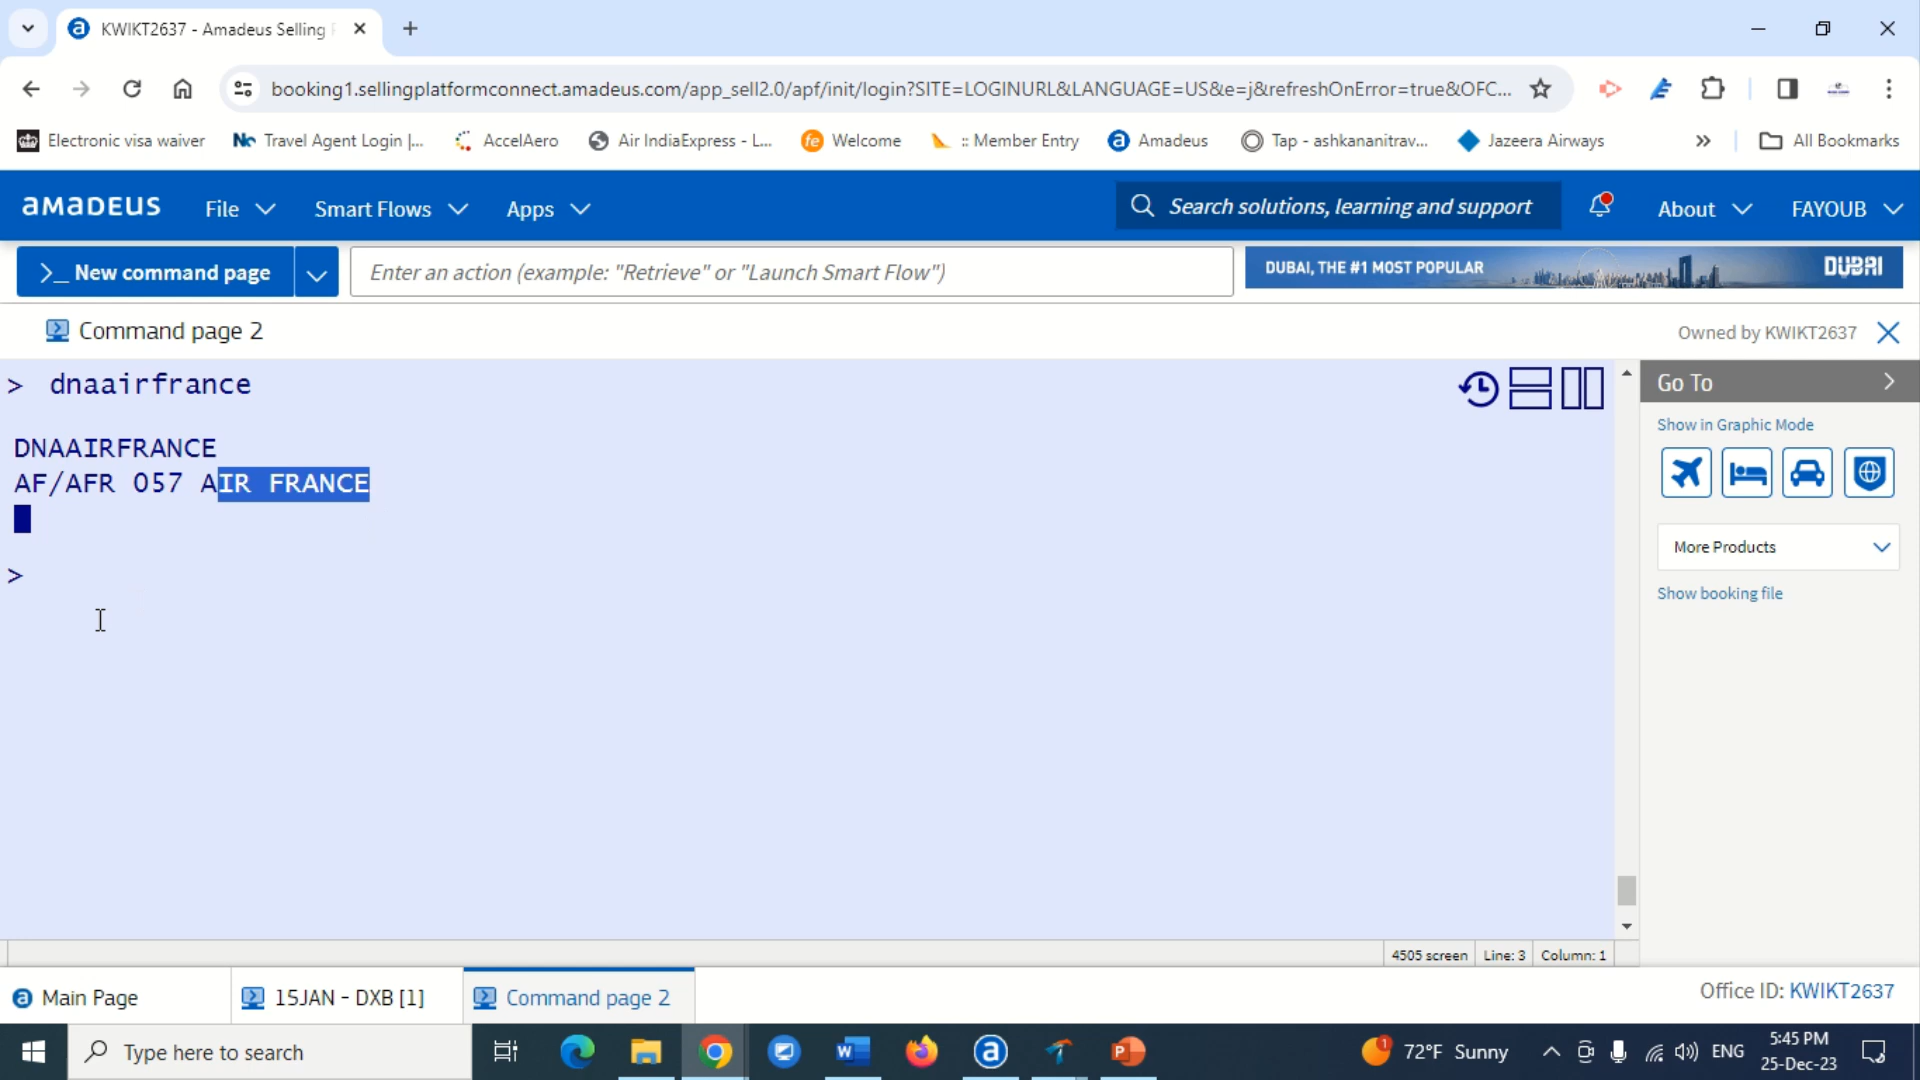 KWIKT2637 - Amadeus Selling
booking1.sellingplatformconnect.amadeus.com/app_sell2.0/apf/init/login?SITE=LOGINURL&LANGUAGE=US&e=j&refreshOnError=true&OFC...
Electronic visa waiver
Travel Agent Login |...
AccelAero
Air IndiaExpress - L...
Welcome
:: Member Entry
Amadeus
Tap - ashkananitrav...
Jazeera Airways
All Bookmarks
amadeus
File
Smart Flows
Apps
Search solutions, learning and support
About
FAYOUB
>_ New command page
Enter an action (example: "Retrieve" or "Launch Smart Flow")
DUBAI, THE #1 MOST POPULAR
DUBAI
Command page 2
Owned by KWIKT2637
> dnaairfrance
DNAAIRFRANCE
AF/AFR 057 AIR FRANCE
>
Go To
Show in Graphic Mode
More Products
Show booking file
4505 screen
Line: 3
Column: 1
Main Page
15JAN - DXB [1]
Command page 2
Office ID: KWIKT2637
Type here to search
72°F Sunny
ENG
5:45 PM
25-Dec-23